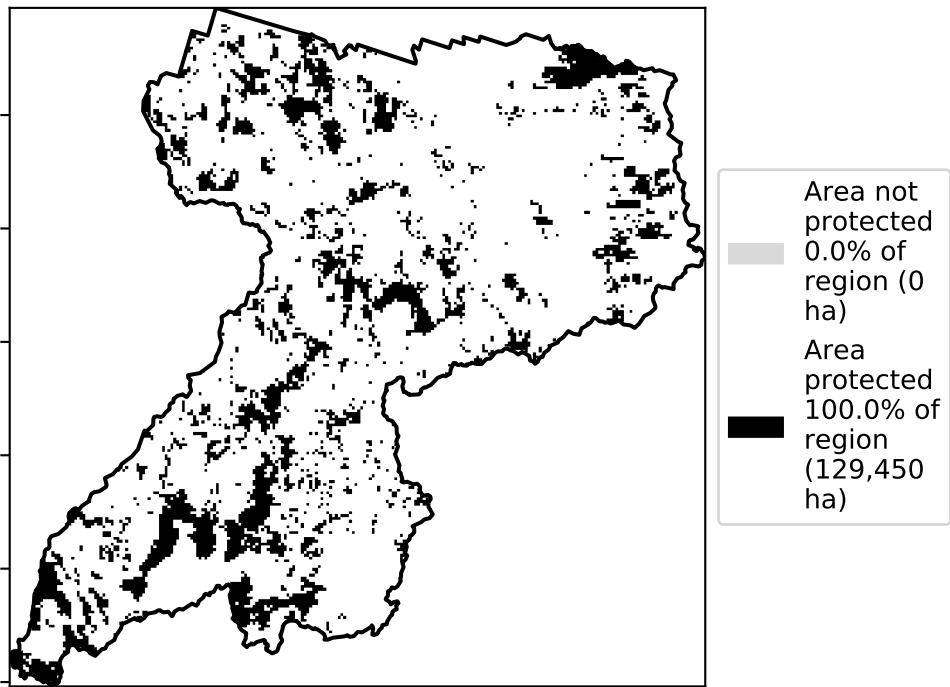 Area not
protected
0.0% of
region (0
ha)
Area
protected
100.0% of
region
(129,450
ha)